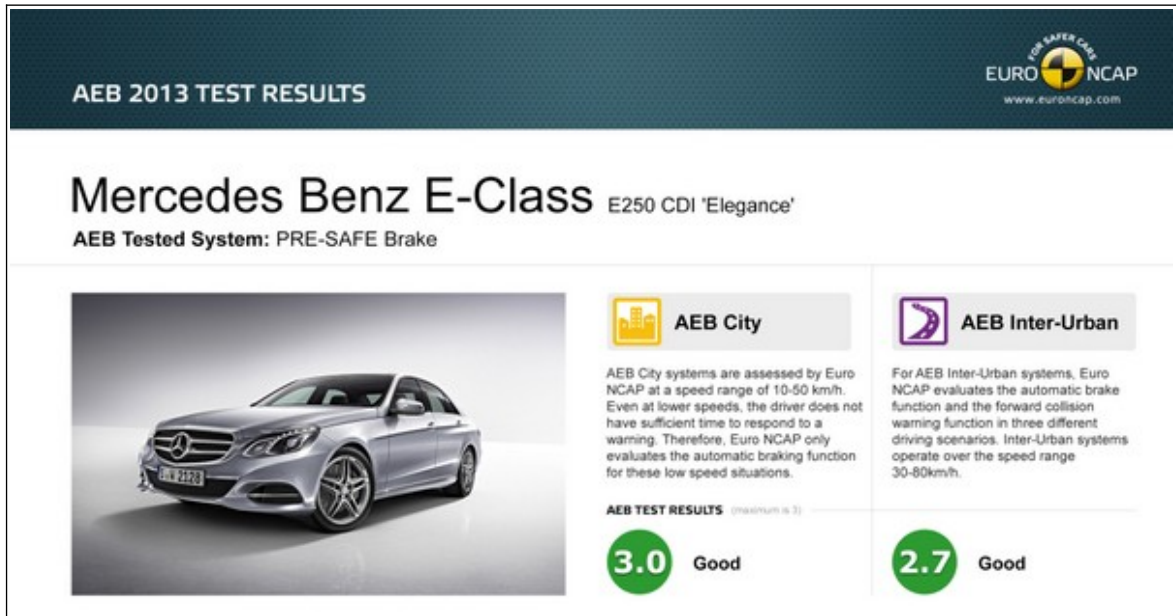 FOR SAFER CARS
EURO NCAP
www.euroncap.com
AEB 2013 TEST RESULTS
Mercedes Benz E-Class E250 CDI 'Elegance'
AEB Tested System: PRE-SAFE Brake
AEB City
AEB City systems are assessed by Euro
NCAP at a speed range of 10-50 km/h.
Even at lower speeds, the driver does not
have sufficient time to respond to a
warning. Therefore, Euro NCAP only
evaluates the automatic braking function
for these low speed situations.
AEB Inter-Urban
For AEB Inter-Urban systems, Euro
NCAP evaluates the automatic brake
function and the forward collision
warning function in three different
driving scenarios. Inter-Urban systems
operate over the speed range
30-80km/h.
AEB TEST RESULTS (maximum is 3)
3.0 Good
2.7 Good